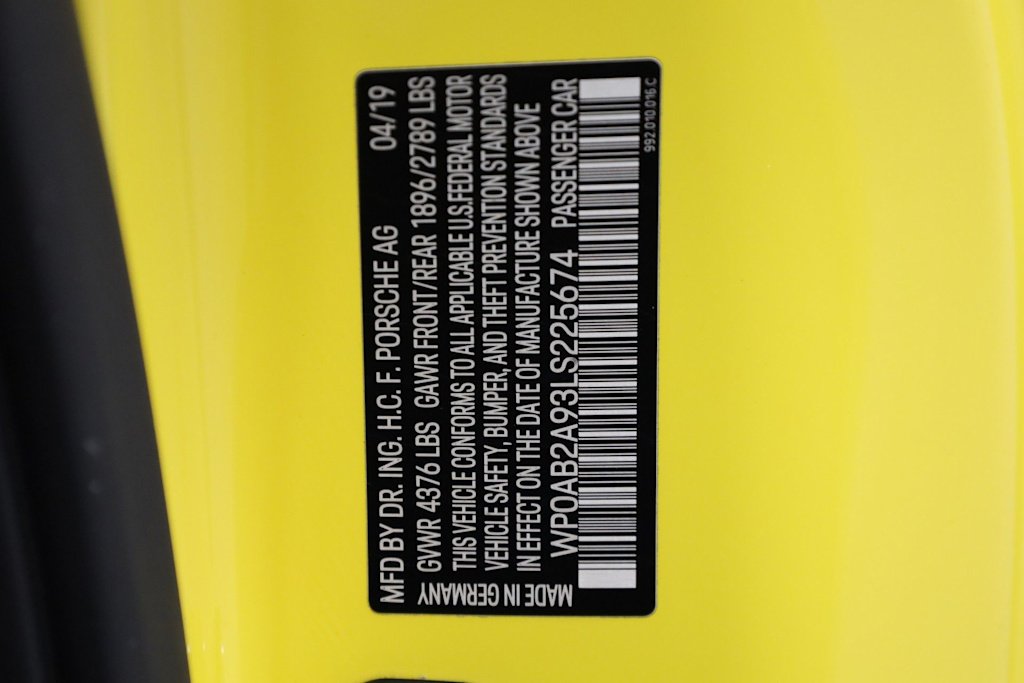 MFD BY DR. ING. H.C. F. PORSCHE AG 04/19
GVWR 4376 LBS GAWR FRONT/REAR 1896/2789 LBS
THIS VEHICLE CONFORMS TO ALL APPLICABLE U.S.FEDERAL MOTOR
VEHICLE SAFETY, BUMPER, AND THEFT PREVENTION STANDARDS
IN EFFECT ON THE DATE OF MANUFACTURE SHOWN ABOVE
WP0AB2A93LS225674 PASSENGER CAR
992.010.016.C
MADE IN GERMANY